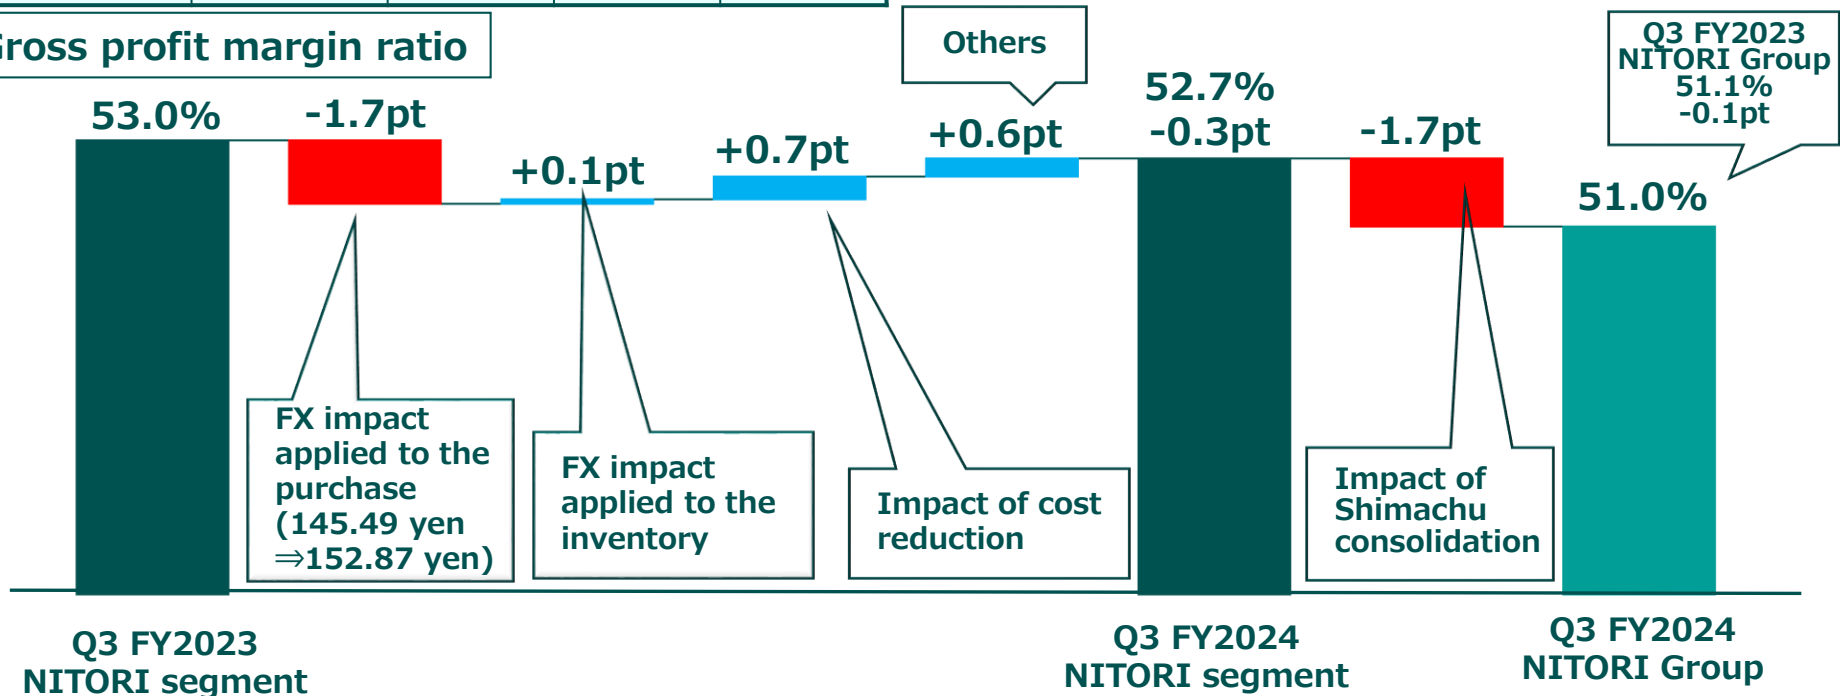 Gross profit margin ratio
Others
Q3 FY2023
NITORI Group
51.1%
-0.1pt
53.0%
-1.7pt
+0.1pt
+0.7pt
+0.6pt
52.7%
-0.3pt
-1.7pt
51.0%
FX impact
applied to the
purchase
(145.49 yen
⇒152.87 yen)
FX impact
applied to the
inventory
Impact of cost
reduction
Impact of
Shimachu
consolidation
Q3 FY2023
NITORI segment
Q3 FY2024
NITORI segment
Q3 FY2024
NITORI Group